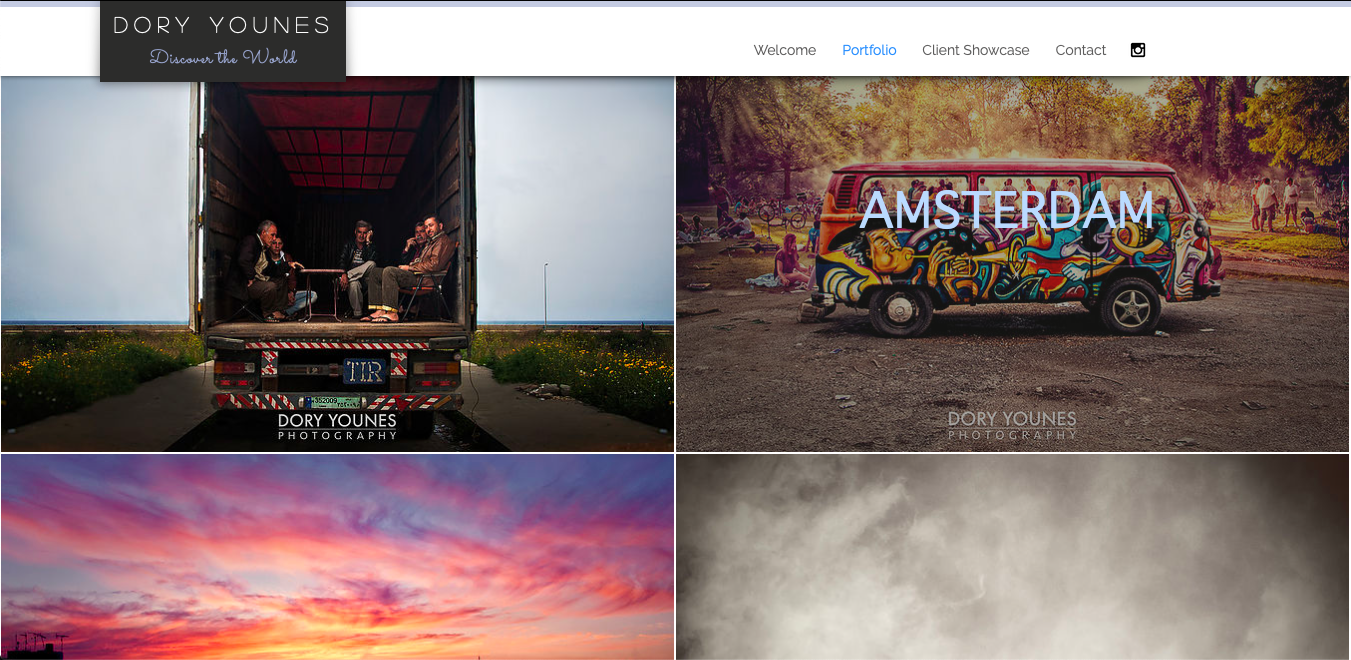 DORY YOUNES
Discover the World
Welcome
Portfolio
Client Showcase
Contact
TIR
DORY YOUNES
PHOTOGRAPHY
AMSTERDAM
DORY YOUNES
PHOTOGRAPHY